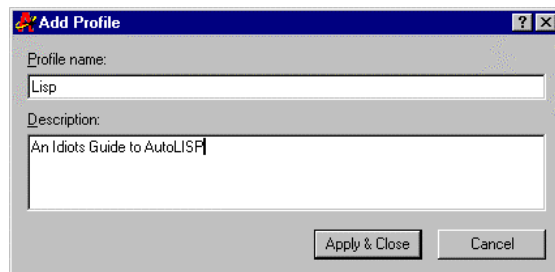 Add Profile
Profile name:
Lisp
Description:
An Idiots Guide to AutoLISP
Apply & Close Cancel